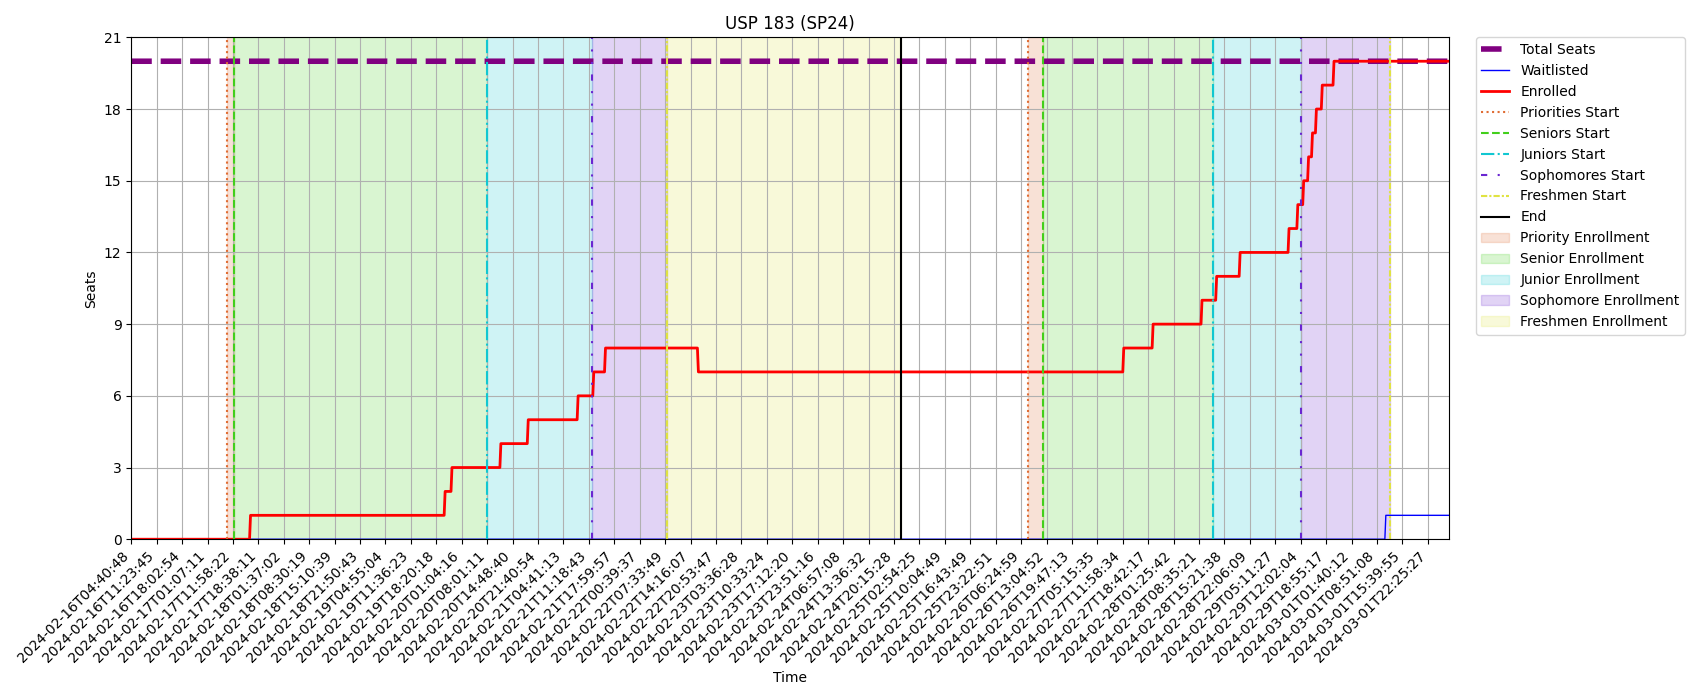 USP 183 (SP24)
Seats
21
18
15
12
9
6
3
0
2024-02-16T04:40:48
2024-02-16T11:23:45
2024-02-16T18:02:54
2024-02-17T01:07:11
2024-02-17T11:58:22
2024-02-17T18:38:11
2024-02-18T01:37:02
2024-02-18T08:30:19
2024-02-18T15:10:39
2024-02-18T21:50:43
2024-02-19T04:55:04
2024-02-19T11:36:23
2024-02-19T18:20:18
2024-02-20T01:04:16
2024-02-20T08:01:11
2024-02-20T14:48:40
2024-02-20T21:40:54
2024-02-21T04:41:13
2024-02-21T11:18:43
2024-02-21T17:59:57
2024-02-22T00:39:37
2024-02-22T07:33:49
2024-02-22T14:16:07
2024-02-22T20:53:47
2024-02-23T03:36:28
2024-02-23T10:33:24
2024-02-23T17:12:20
2024-02-23T23:51:16
2024-02-24T06:57:08
2024-02-24T13:36:32
2024-02-24T20:15:28
2024-02-25T02:54:25
2024-02-25T10:04:49
2024-02-25T16:43:49
2024-02-25T23:22:51
2024-02-26T06:24:59
2024-02-26T13:04:52
2024-02-26T19:47:13
2024-02-27T05:15:35
2024-02-27T11:58:34
2024-02-27T18:42:17
2024-02-28T01:25:42
2024-02-28T08:35:21
2024-02-28T15:21:38
2024-02-28T22:06:09
2024-02-29T05:11:27
2024-02-29T12:02:04
2024-02-29T18:55:17
2024-03-01T01:40:12
2024-03-01T08:51:08
2024-03-01T15:39:55
2024-03-01T22:25:27
Time
Total Seats
Waitlisted
Enrolled
Priorities Start
Seniors Start
Juniors Start
Sophomores Start
Freshmen Start
End
Priority Enrollment
Senior Enrollment
Junior Enrollment
Sophomore Enrollment
Freshmen Enrollment